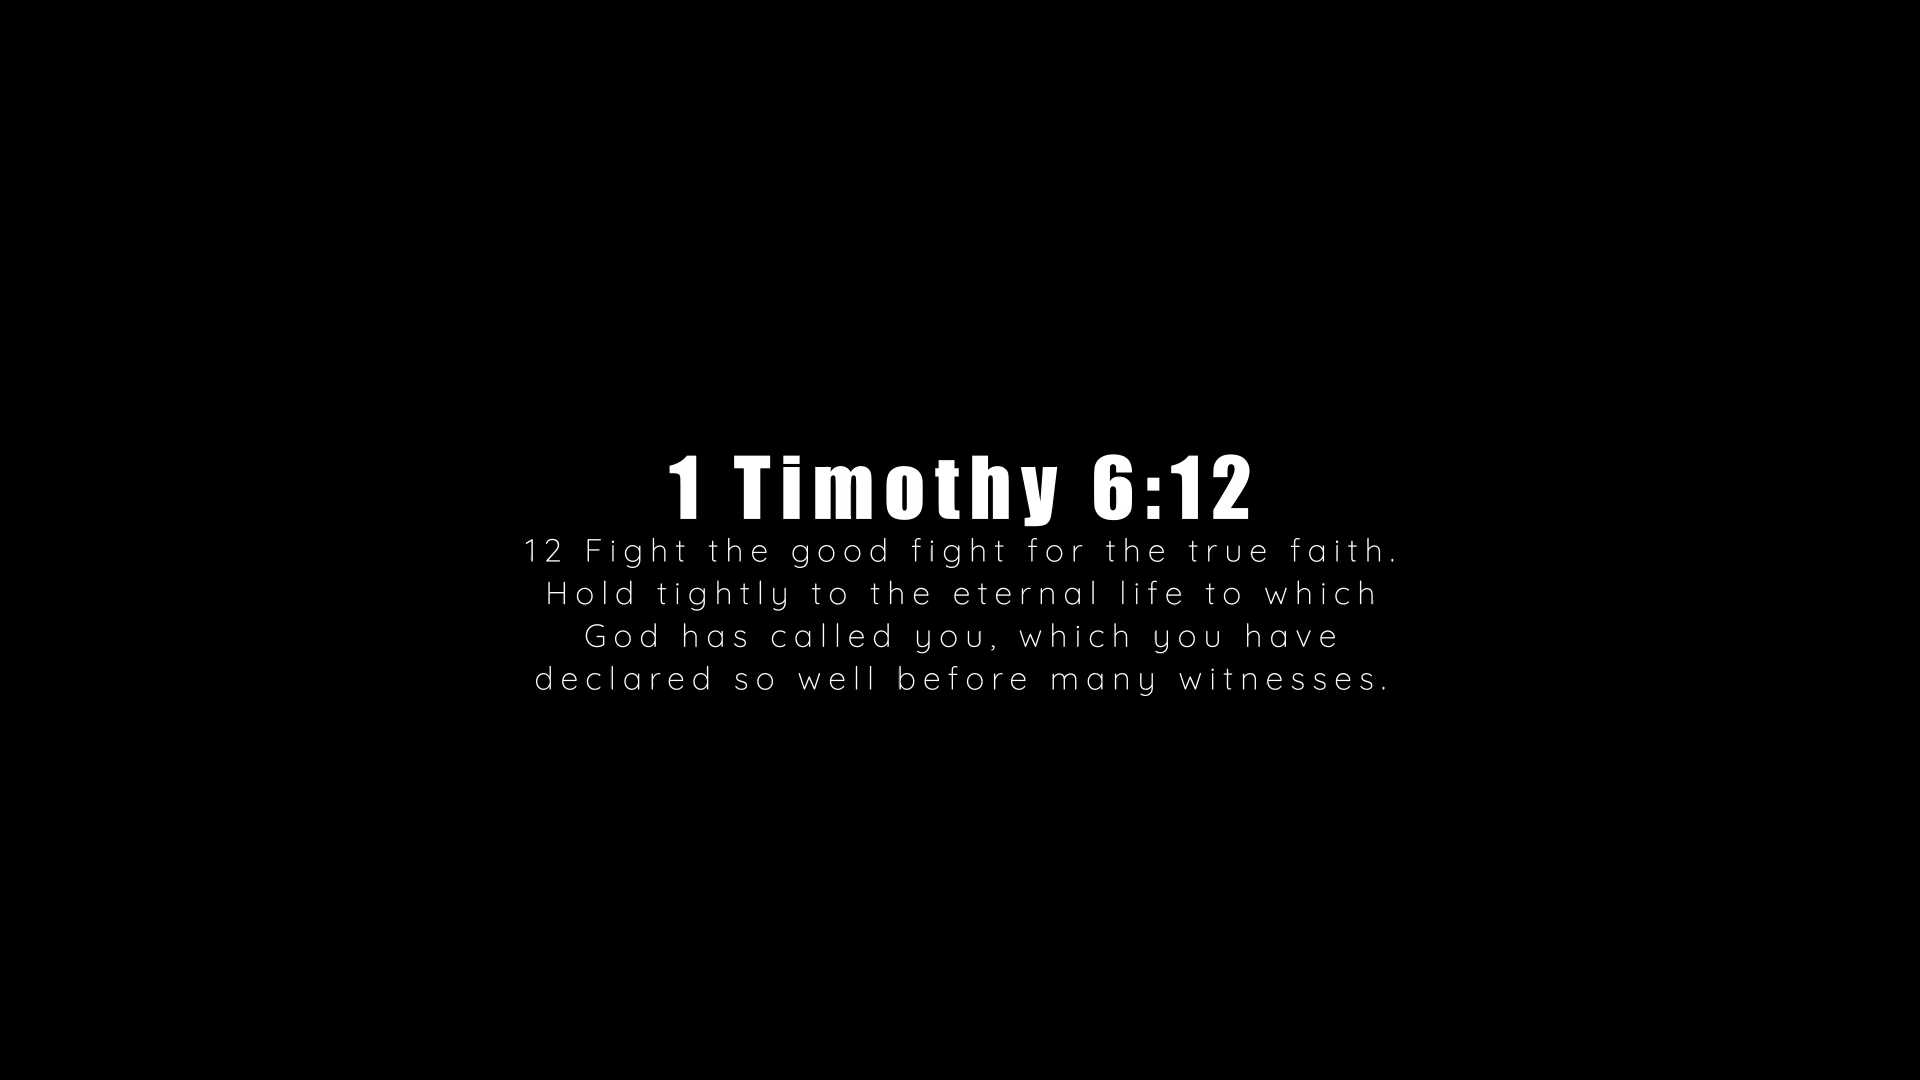 1 Timothy 6:12
12 Fight the good fight for the true faith.
Hold tightly to the eternal life to which
God has called you, which you have
declared so well before many witnesses.